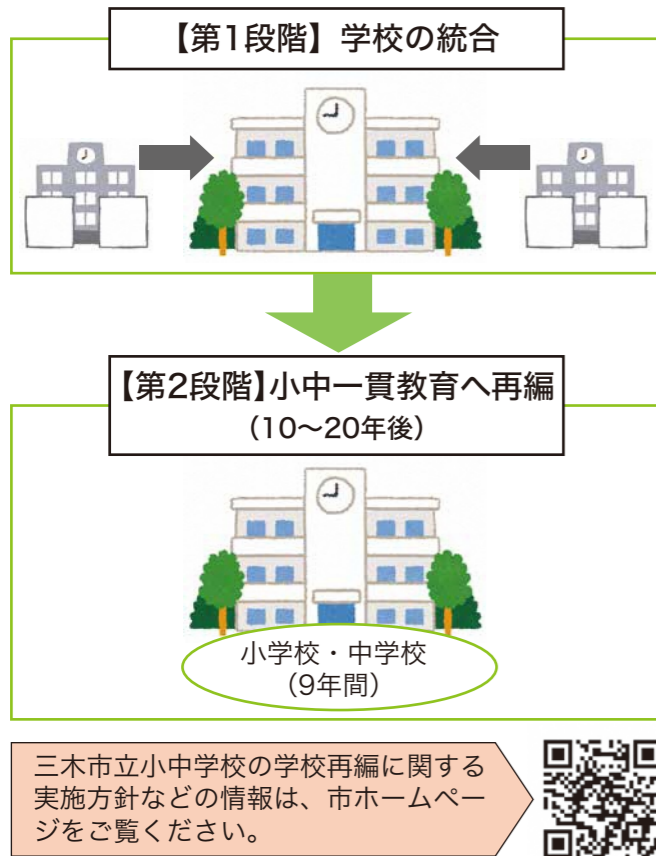 【第1段階】学校の統合
【第2段階】小中一貫教育へ再編
（10～20年後）
小学校・中学校
（9年間）
三木市立小中学校の学校再編に関する
実施方針などの情報は、市ホームペー
ジをご覧ください。